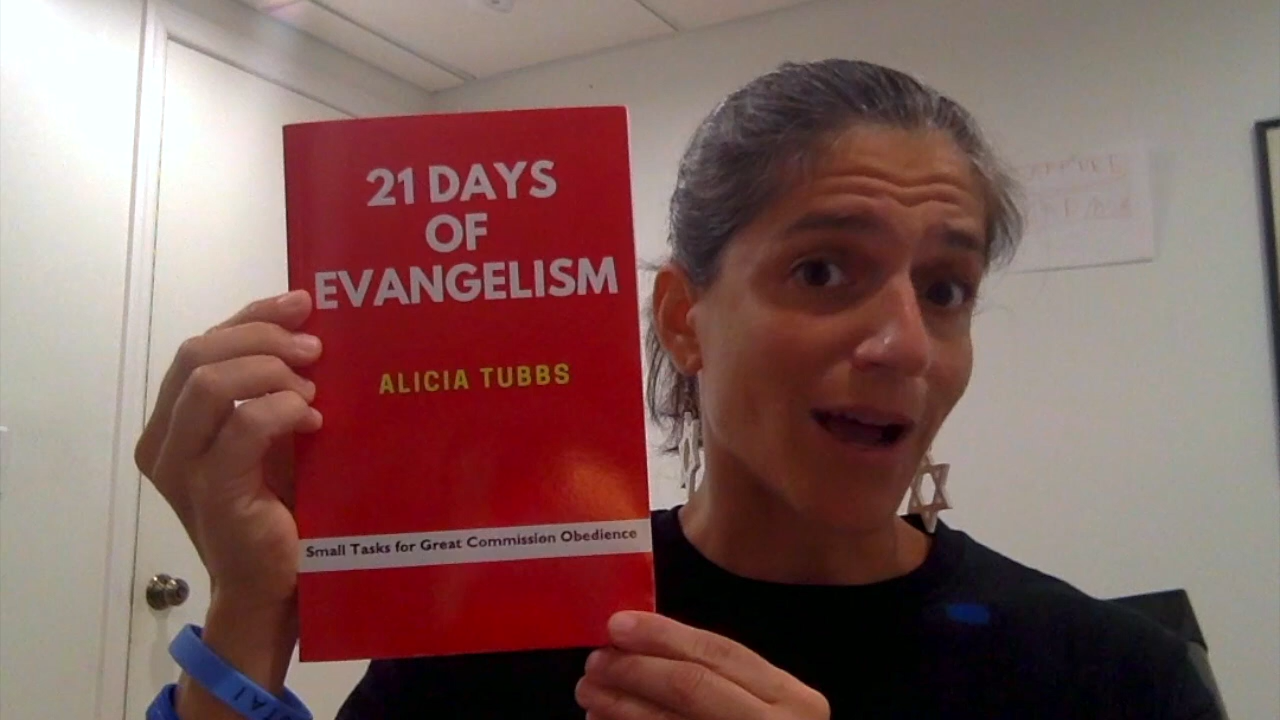 21 DAYS
OF
EVANGELISM
ALICIA TUBBS
Small Tasks for Great Commission Obedience